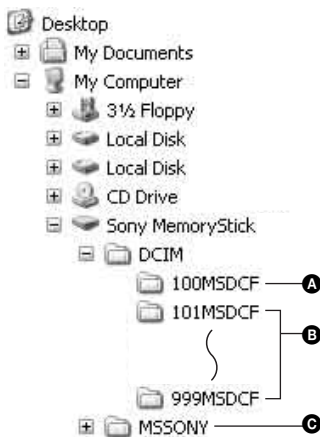 Desktop
My Documents
My Computer
3½ Floppy
Local Disk
Local Disk
CD Drive
Sony MemoryStick
DCIM
100MSDCF A
101MSDCF
B
999MSDCF
MSSONY C